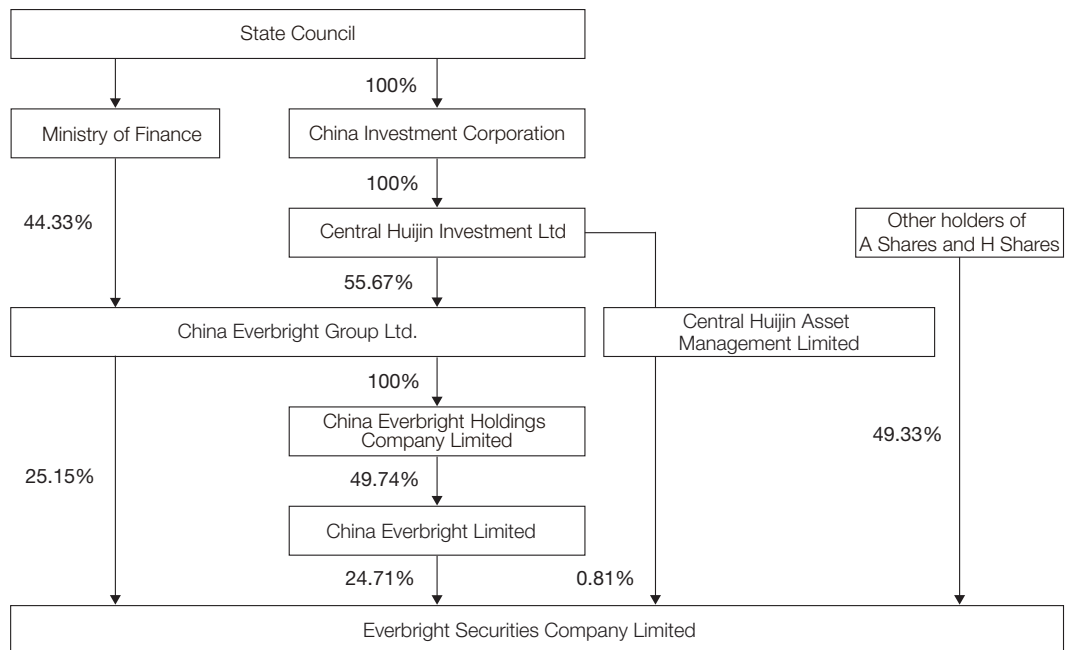 State Council
100%
Ministry of Finance
China Investment Corporation
100%
44.33%
Central Huijin Investment Ltd
Other holders of
A Shares and H Shares
55.67%
China Everbright Group Ltd.
Central Huijin Asset
Management Limited
100%
China Everbright Holdings
Company Limited
49.33%
25.15%
49.74%
China Everbright Limited
24.71%
0.81%
Everbright Securities Company Limited